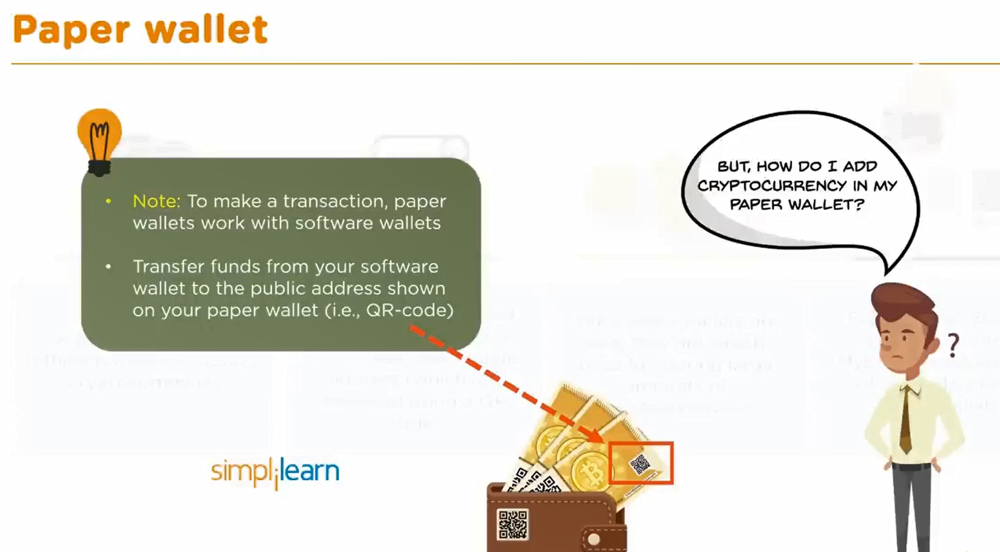 Paper wallet
• Note: To make a transaction, paper
wallets work with software wallets
• Transfer funds from your software
wallet to the public address shown
on your paper wallet (i.e., QR-code)
BUT, HOW DO I ADD
CRYPTOCURRENCY IN MY
PAPER WALLET?
?
simplilearn